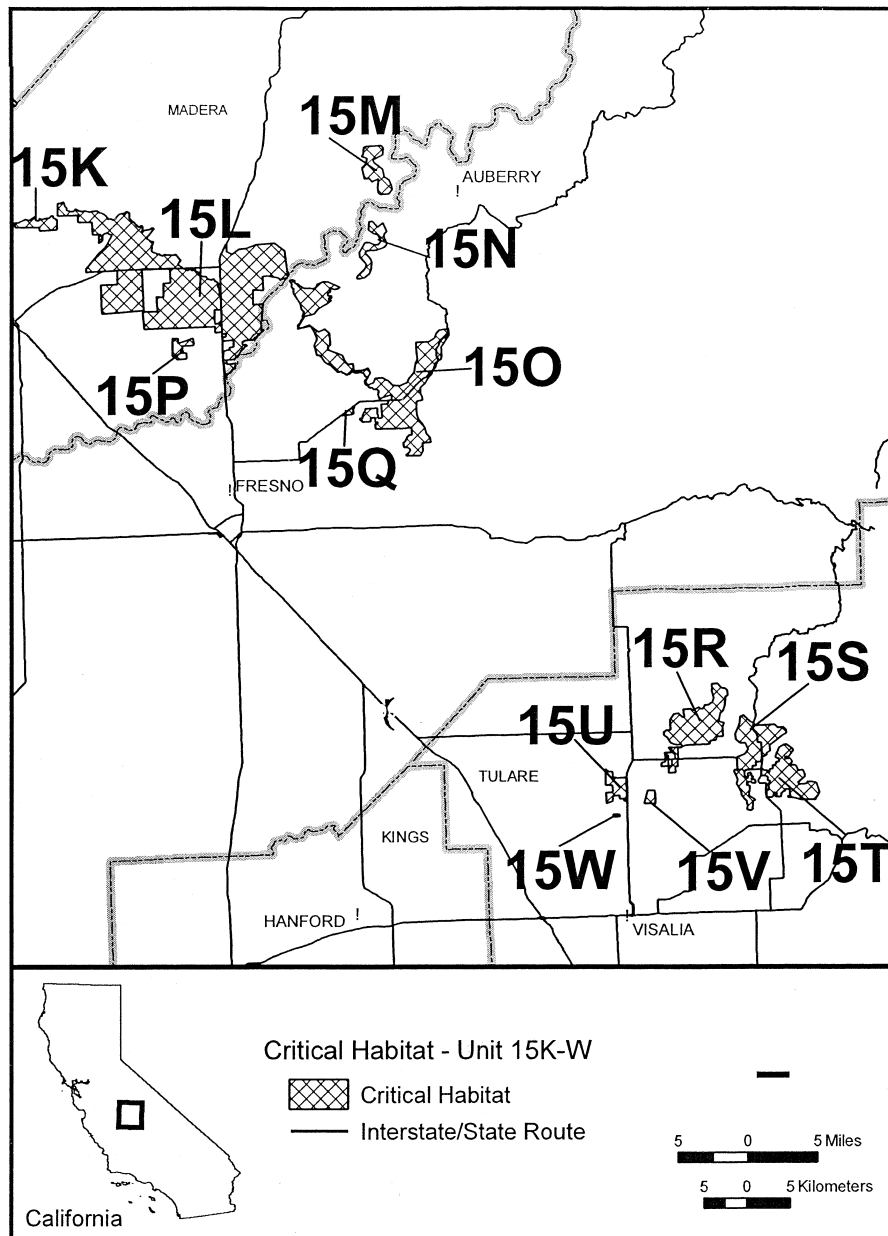 MADERA
15M
15K
AUBERRY
!
15L
15N
15O
15P
15Q
! FRESNO
15R
15S
15U
TULARE
KINGS
15W
15V
15T
HANFORD !
! VISALIA
Critical Habitat - Unit 15K-W
Critical Habitat
Interstate/State Route
5 0 5 Miles
5 0 5 Kilometers
California